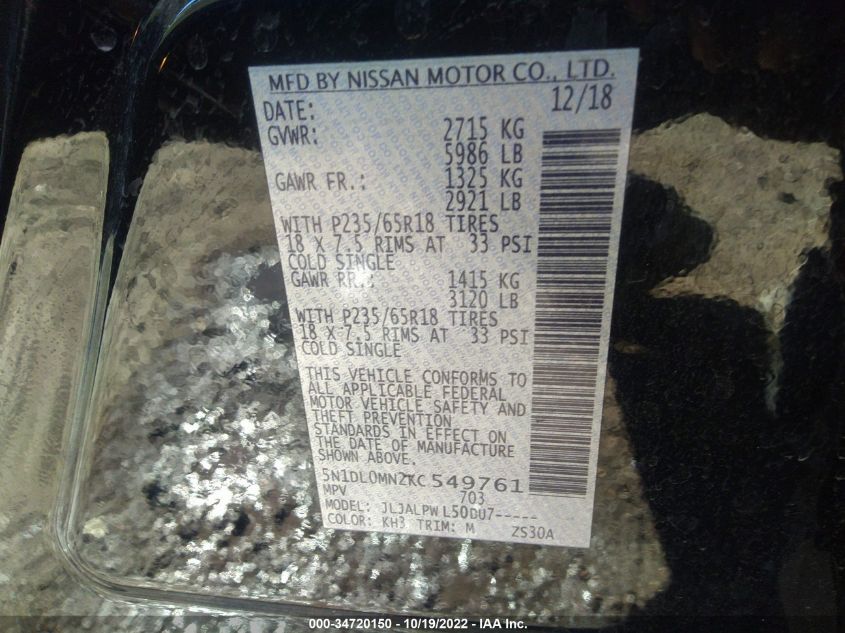 MFD BY NISSAN MOTOR CO., LTD.
DATE: 12/18
GVWR: 2715 KG
5986 LB
GAWR FR.: 1325 KG
2921 LB
WITH P235/65R18 TIRES
18 X 7.5 RIMS AT 33 PSI
COLD SINGLE
GAWR RR.: 1415 KG
3120 LB
WITH P235/65R18 TIRES
18 X 7.5 RIMS AT 33 PSI
COLD SINGLE
THIS VEHICLE CONFORMS TO
ALL APPLICABLE FEDERAL
MOTOR VEHICLE SAFETY AND
THEFT PREVENTION
STANDARDS IN EFFECT ON
THE DATE OF MANUFACTURE
SHOWN ABOVE.
5N1DL0MN2KC549761
MPV 703
MODEL: JLJALPW L50DU7-----
COLOR: KH3 TRIM: M ZS30A
000-34720150 - 10/19/2022 - IAA Inc.